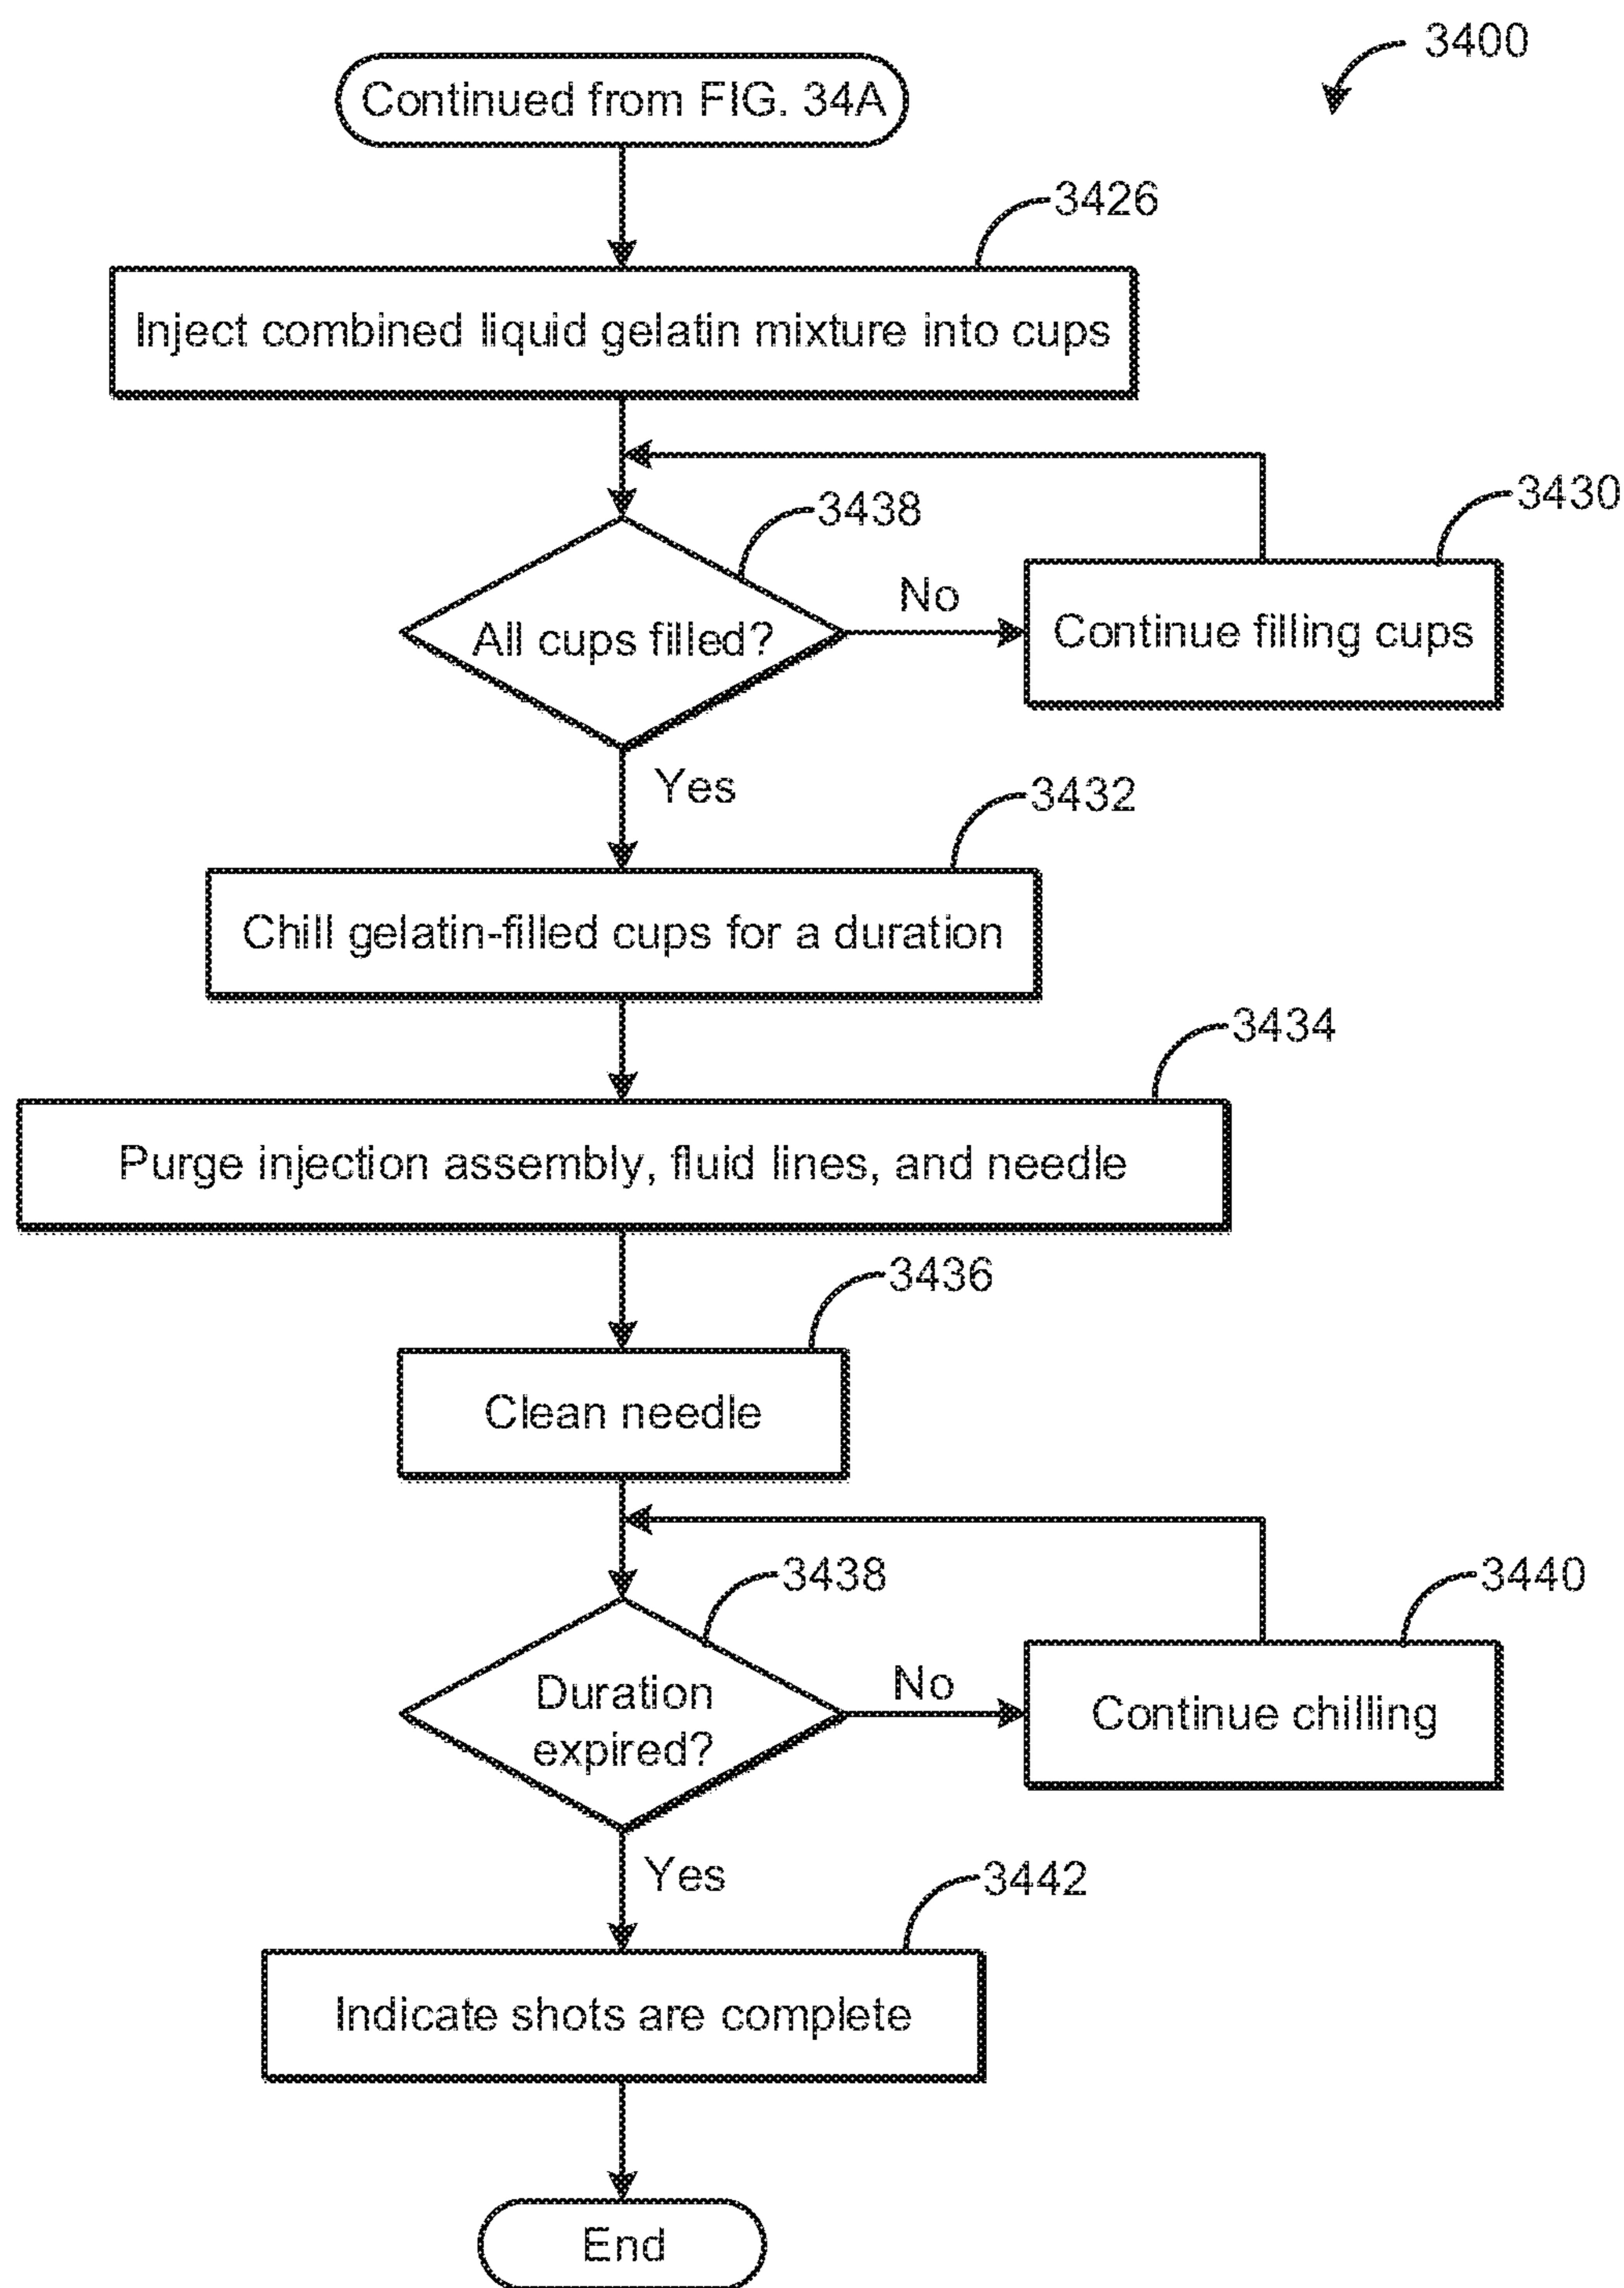 3400
Continued from FIG. 34A
3426
Inject combined liquid gelatin mixture into cups
3438
3430
All cups filled?
No
Continue filling cups
Yes
3432
Chill gelatin-filled cups for a duration
3434
Purge injection assembly, fluid lines, and needle
3436
Clean needle
3438
3440
Duration
expired?
No
Continue chilling
Yes
3442
Indicate shots are complete
End